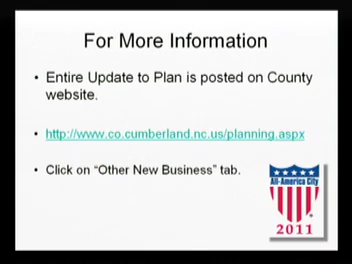 For More Information
• Entire Update to Plan is posted on County
website.
• http://www.co.cumberland.nc.us/planning.aspx
• Click on “Other New Business” tab.
All-America City
2011